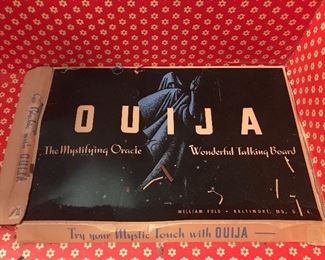 OUIJA
The Mystifying Oracle Wonderful Talking Board
WILLIAM FULD • BALTIMORE, MD.
Try your Mystic Touch with OUIJA —